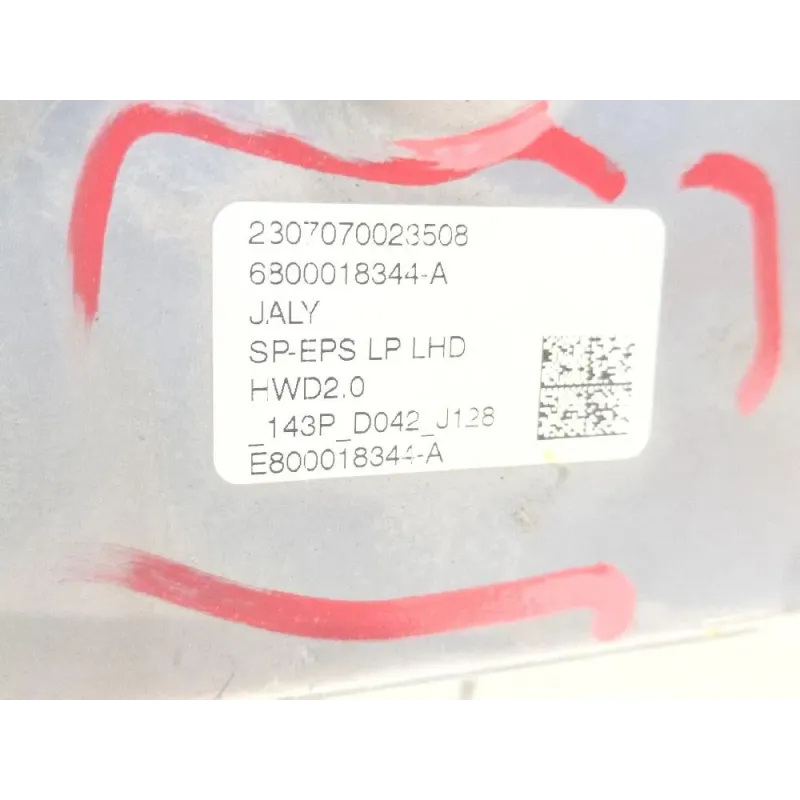 2307070023508
6800018344-A
JALY
SP-EPS LP LHD
HWD2.0
_143P_D042_J128
E800018344-A